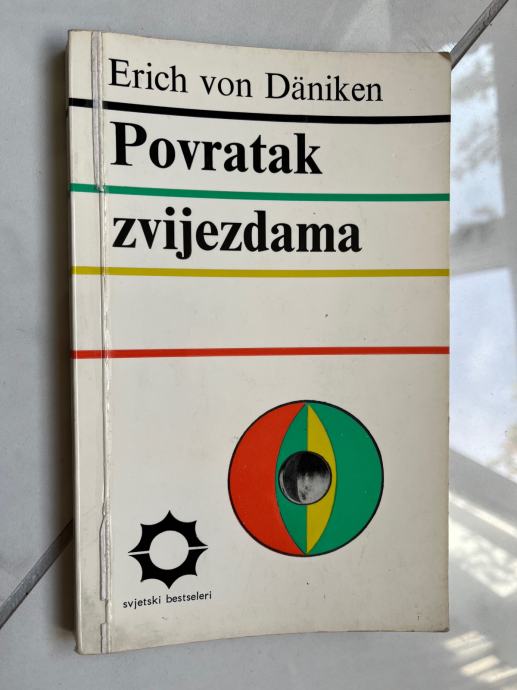 Erich von Däniken
Povratak
zvijezdama
svjetski bestseleri